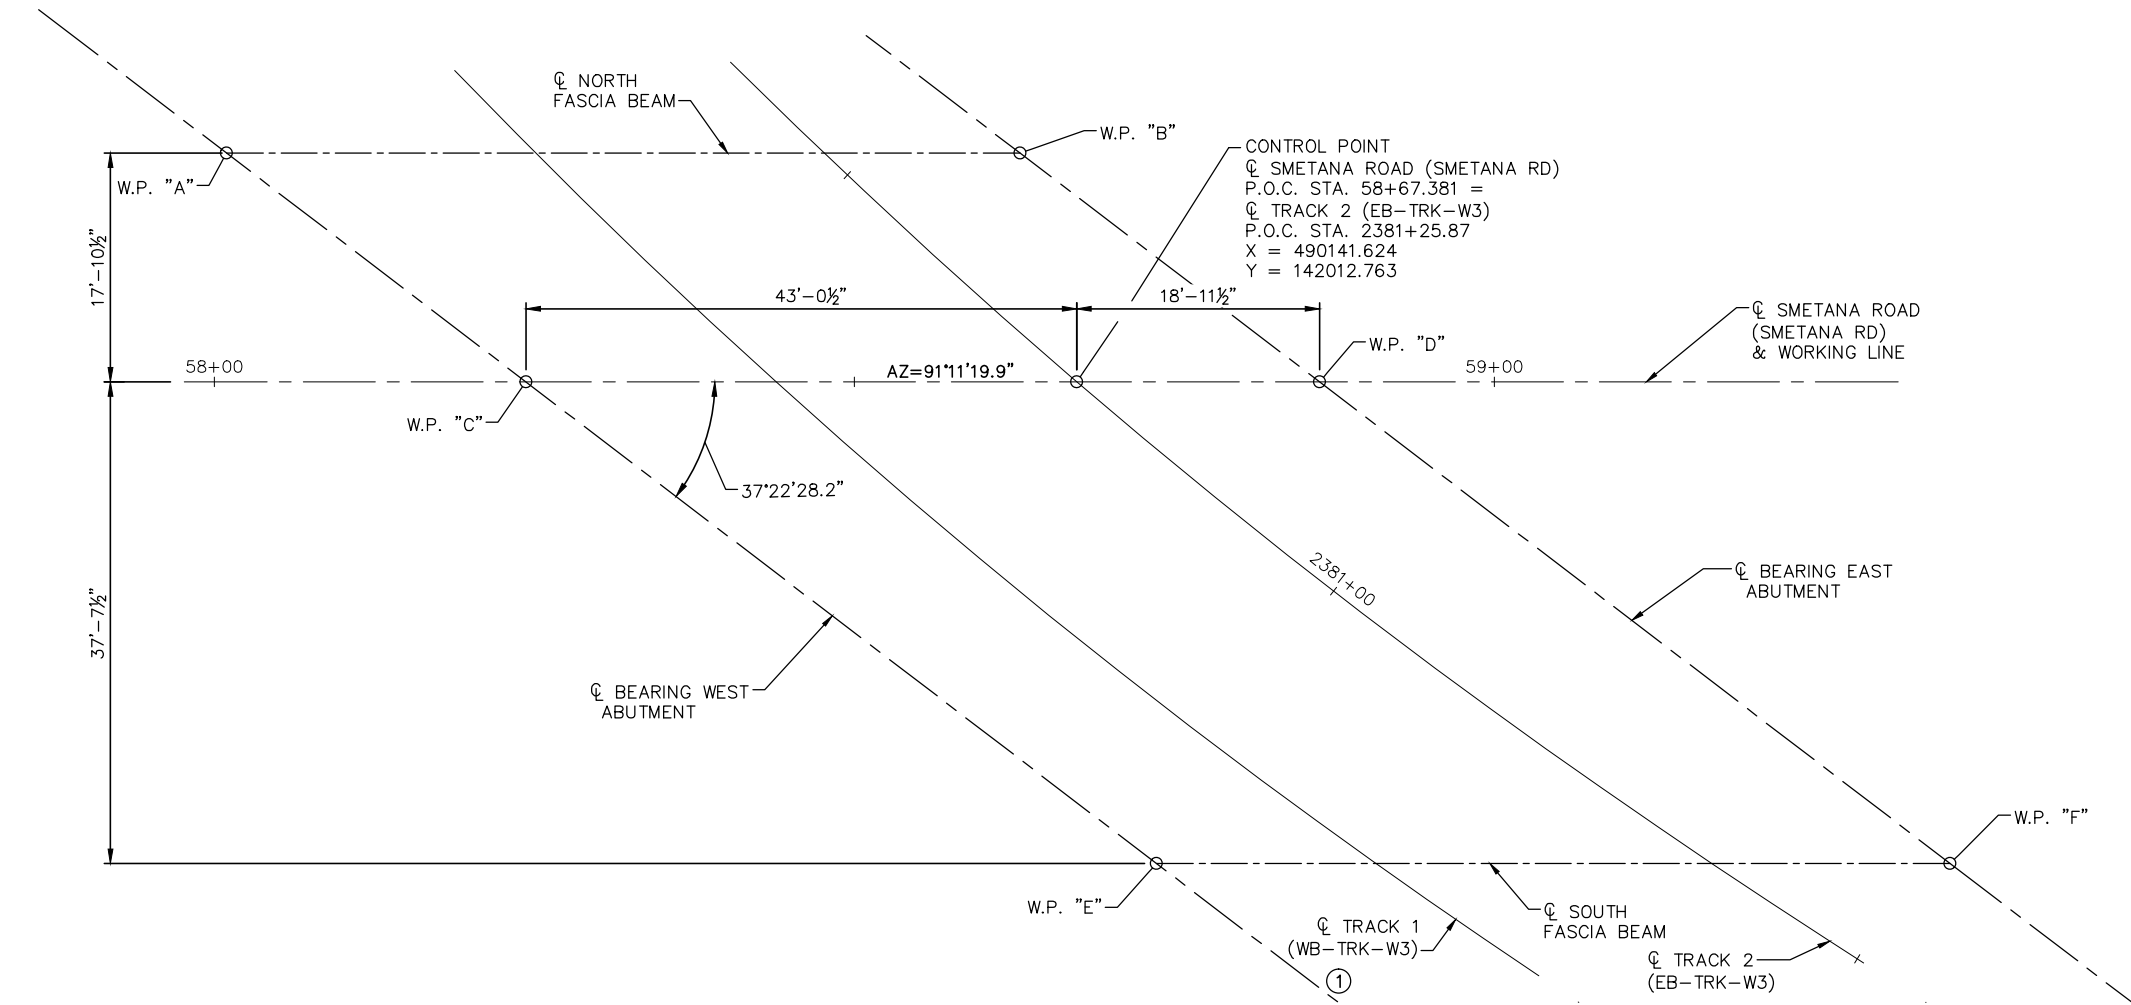 ℄ NORTH
FASCIA BEAM
W.P. "B"
CONTROL POINT
℄ SMETANA ROAD (SMETANA RD)
P.O.C. STA. 58+67.381 =
℄ TRACK 2 (EB-TRK-W3)
P.O.C. STA. 2381+25.87
X = 490141.624
Y = 142012.763
W.P. "A"
17'-10½"
43'-0½"
18'-11½"
℄ SMETANA ROAD
(SMETANA RD)
& WORKING LINE
W.P. "D"
58+00
AZ=91°11'19.9"
59+00
W.P. "C"
37°22'28.2"
2381+00
℄ BEARING EAST
ABUTMENT
37'-7½"
℄ BEARING WEST
ABUTMENT
W.P. "F"
W.P. "E"
℄ SOUTH
FASCIA BEAM
℄ TRACK 1
(WB-TRK-W3)
℄ TRACK 2
(EB-TRK-W3)
1